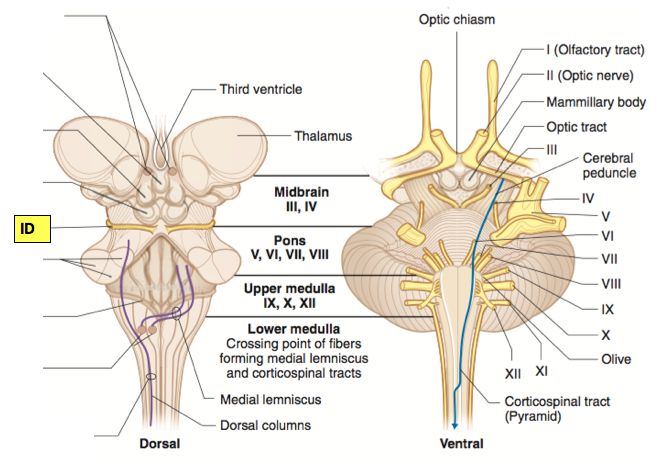 Optic chiasm
I (Olfactory tract)
II (Optic nerve)
Mammillary body
Optic tract
III
Cerebral
peduncle
IV
V
VI
VII
VIII
IX
X
Olive
XI
XII
Corticospinal tract
(Pyramid)
Third ventricle
Thalamus
Midbrain
III, IV
ID
Pons
V, VI, VII, VIII
Upper medulla
IX, X, XII
Lower medulla
Crossing point of fibers
forming medial lemniscus
and corticospinal tracts
Medial lemniscus
Dorsal columns
Dorsal
Ventral